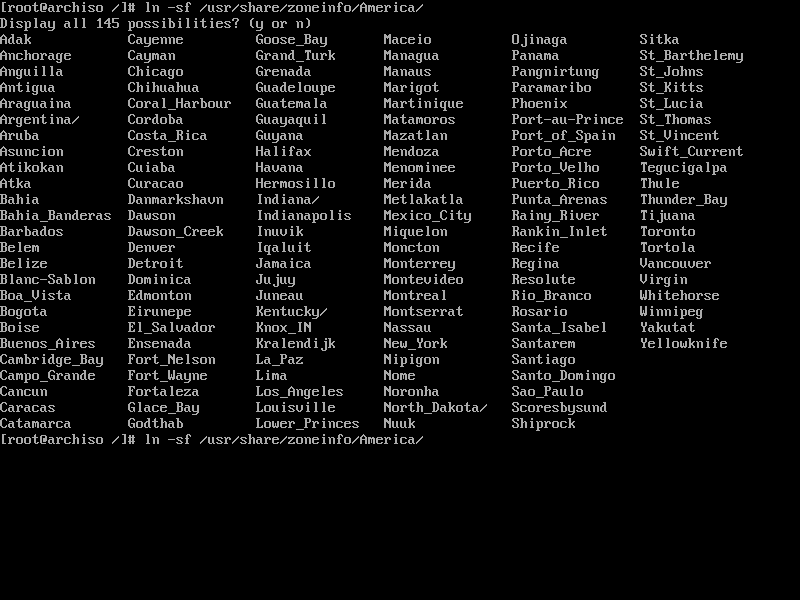 [root@archiso /]# ln -sf /usr/share/zoneinfo/America/
Display all 145 possibilities? (y or n)
Adak Cayenne Goose_Bay Maceio Ojinaga Sitka
Anchorage Cayman Grand_Turk Managua Panama St_Barthelemy
Anguilla Chicago Grenada Manaus Pangnirtung St_Johns
Antigua Chihuahua Guadeloupe Marigot Paramaribo St_Kitts
Araguaina Coral_Harbour Guatemala Martinique Phoenix St_Lucia
Argentina/ Cordoba Guayaquil Matamoros Port-au-Prince St_Thomas
Aruba Costa_Rica Guyana Mazatlan Port_of_Spain St_Vincent
Asuncion Creston Halifax Mendoza Porto_Acre Swift_Current
Atikokan Cuiaba Havana Menominee Porto_Velho Tegucigalpa
Atka Curacao Hermosillo Merida Puerto_Rico Thule
Bahia Danmarkshavn Indiana/ Metlakatla Punta_Arenas Thunder_Bay
Bahia_Banderas Dawson Indianapolis Mexico_City Rainy_River Tijuana
Barbados Dawson_Creek Inuvik Miquelon Rankin_Inlet Toronto
Belem Denver Iqaluit Moncton Recife Tortola
Belize Detroit Jamaica Monterrey Regina Vancouver
Blanc-Sablon Dominica Jujuy Montevideo Resolute Virgin
Boa_Vista Edmonton Juneau Montreal Rio_Branco Whitehorse
Bogota Eirunepe Kentucky/ Montserrat Rosario Winnipeg
Boise El_Salvador Knox_IN Nassau Santa_Isabel Yakutat
Buenos_Aires Ensenada Kralendijk New_York Santarem Yellowknife
Cambridge_Bay Fort_Nelson La_Paz Nipigon Santiago
Campo_Grande Fort_Wayne Lima Nome Santo_Domingo
Cancun Fortaleza Los_Angeles Noronha Sao_Paulo
Caracas Glace_Bay Louisville North_Dakota/ Scoresbysund
Catamarca Godthab Lower_Princes Nuuk Shiprock
[root@archiso /]# ln -sf /usr/share/zoneinfo/America/